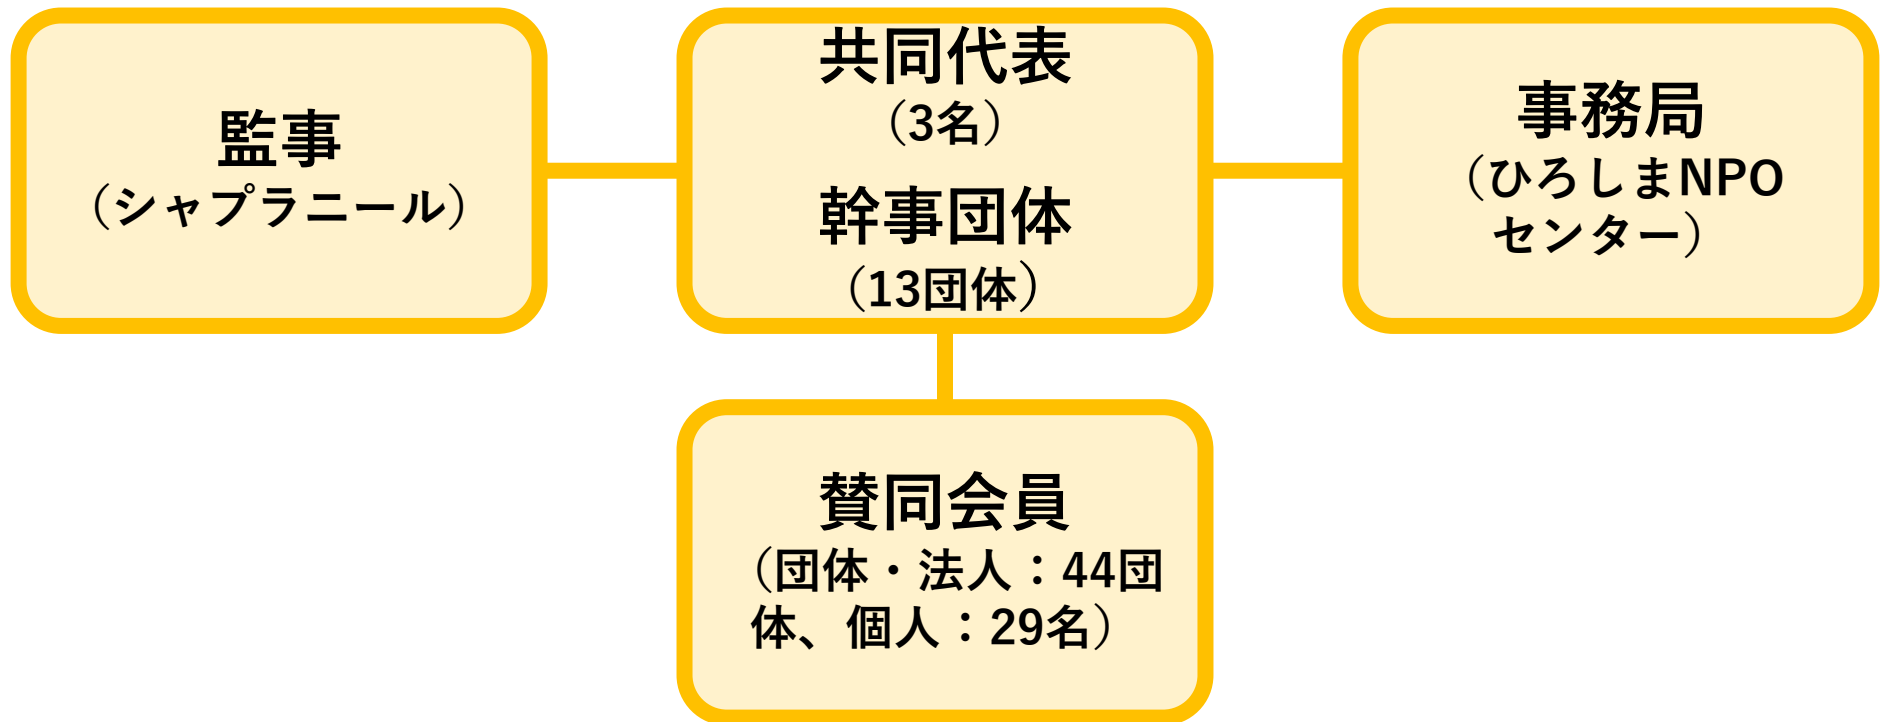 監事
（シャプラニール）
共同代表
（3名）
幹事団体
（13団体）
事務局
（ひろしまNPO
センター）
賛同会員
（団体・法人：44団
体、個人：29名）